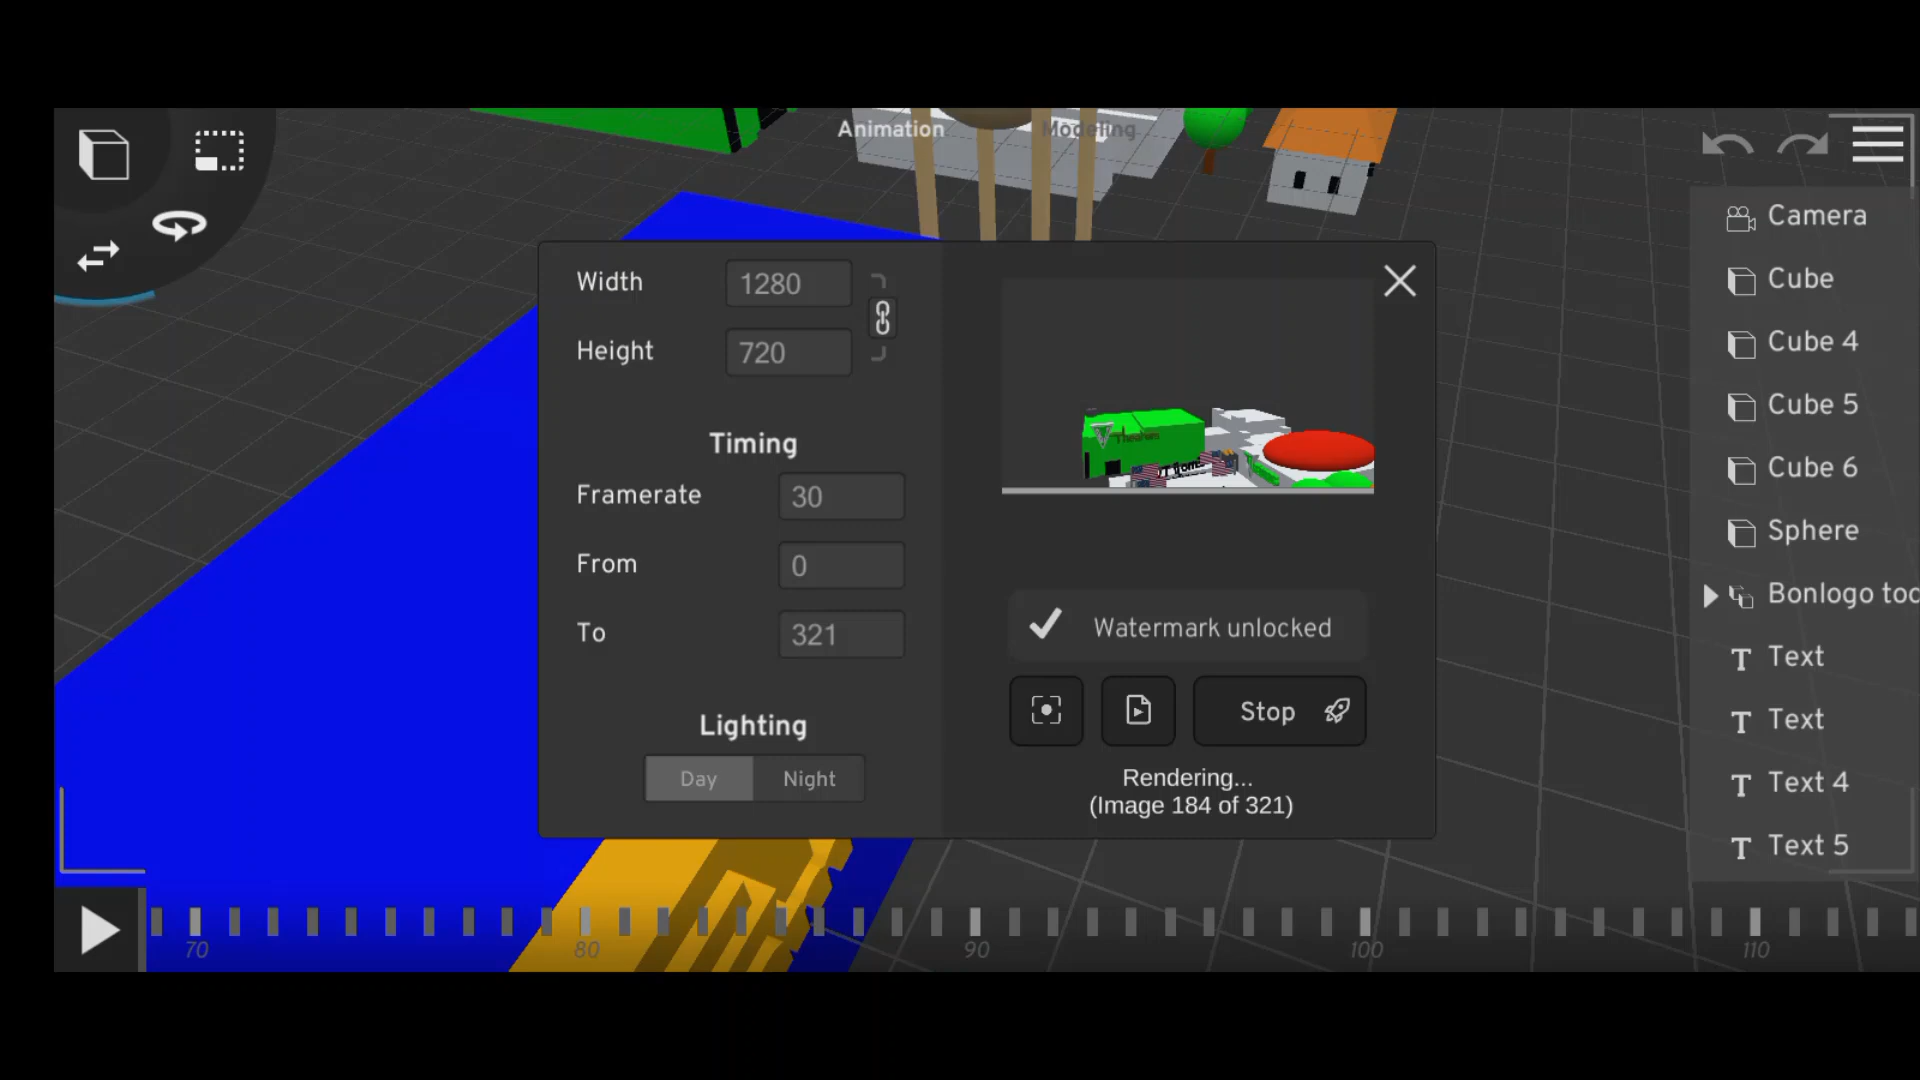 Animation
Modeling
Width
1280
Height
720
Timing
Framerate
30
From
0
To
321
Lighting
Day
Night
Watermark unlocked
Stop
Rendering...
(Image 184 of 321)
Camera
Cube
Cube 4
Cube 5
Cube 6
Sphere
Bonlogo too
Text
Text
Text 4
Text 5
70
80
90
100
110